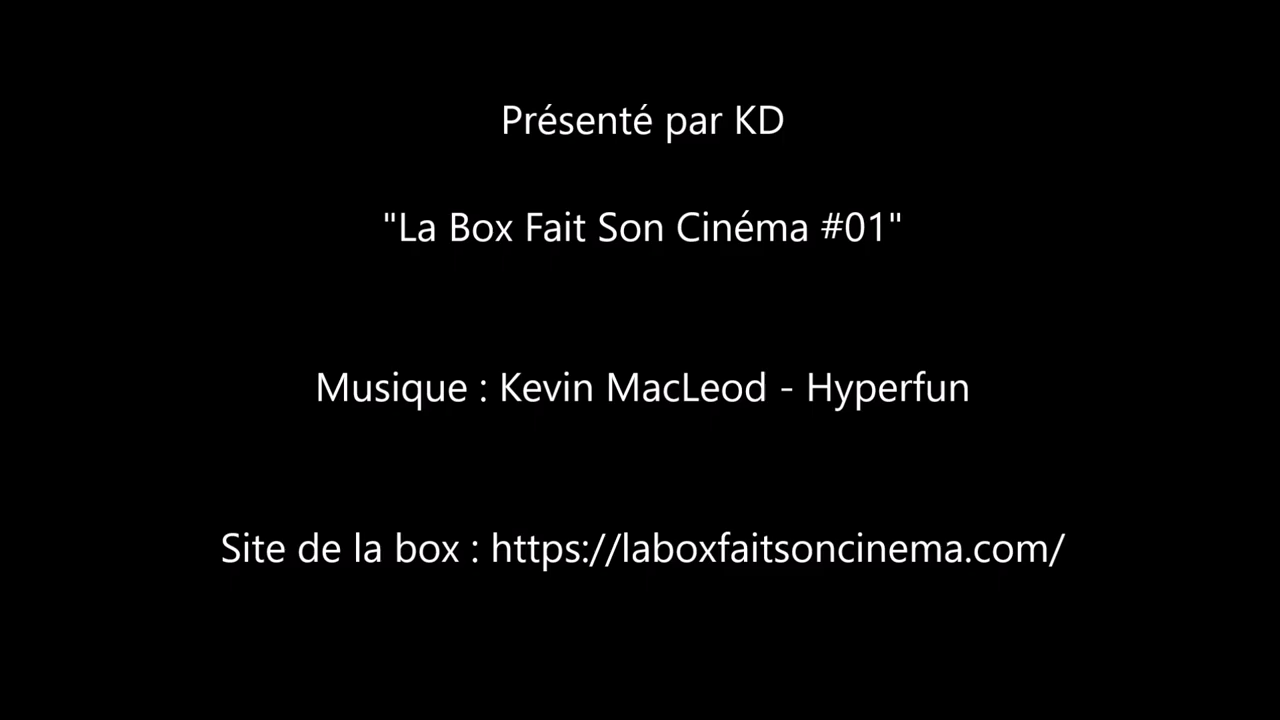 Présenté par KD
"La Box Fait Son Cinéma #01"
Musique : Kevin MacLeod - Hyperfun
Site de la box : https://laboxfaitsoncinema.com/